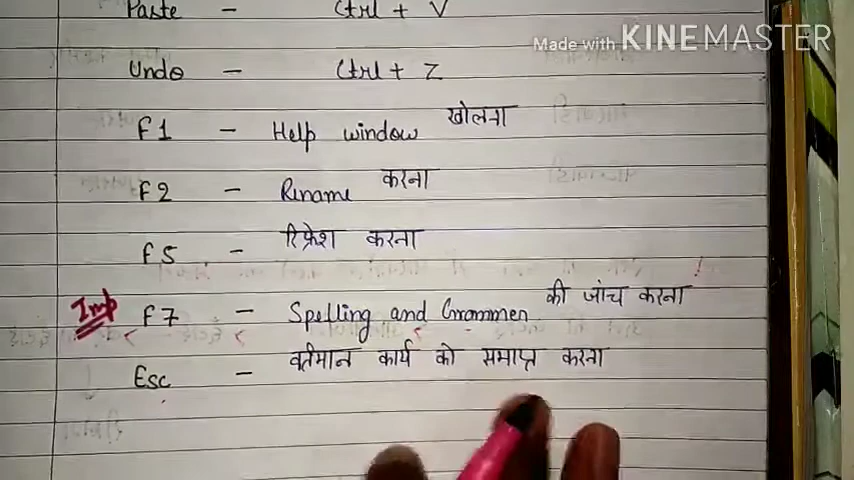 Made with KINEMASTER
Paste - Ctrl + V
Undo - Ctrl + Z
F1 - Help window खोलना
F2 - Rename करना
F5 - रिफ्रेश करना
Imp F7 - Spelling and Grammer की जांच करना
Esc - वर्तमान कार्य को समाप्त करना